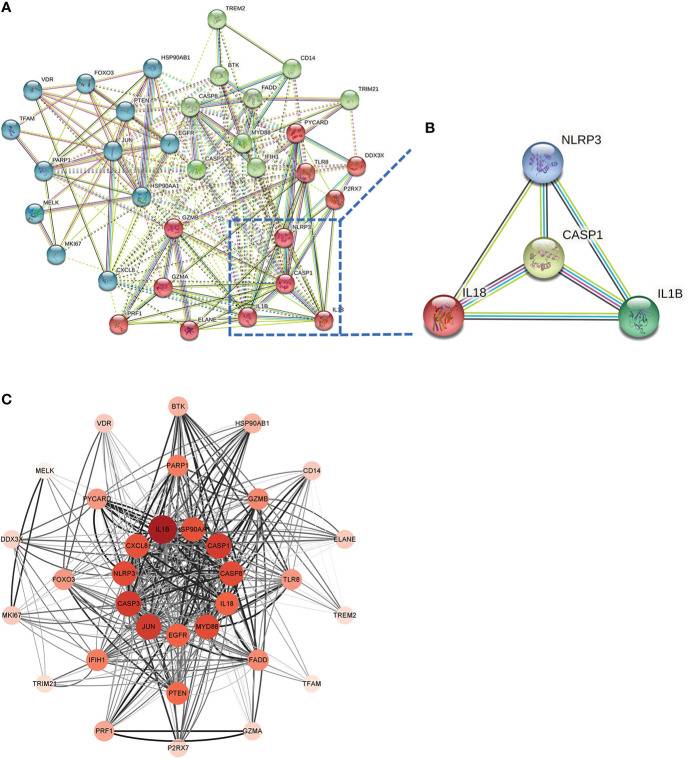 A
TREM2
HSP90AB1
BTK
CD14
FOXO3
VDR
CASP8
FADD
TRIM21
PTEN
TFAM
MYD88
PYCARD
JUN
EGFR
B
PARP1
CASP3
IFIH1
TLR8
DDX3X
NLRP3
HSP90AA1
P2RX7
MELK
GZMB
NLRP3
CASP1
MKI67
CXCL8
GZMA
CASP1
IL18
IL1B
PRF1
ELANE
IL1B
IL18
C
BTK
VDR
HSP90AB1
MELK
PARP1
CD14
PYCARD
GZMB
DDX3X
IL1B
HSP90AA1
ELANE
CXCL8
CASP1
NLRP3
CASP8
FOXO3
TLR8
MKI67
CASP3
IL18
TREM2
JUN
EGFR
MYD88
IFIH1
FADD
TRIM21
PTEN
TFAM
PRF1
GZMA
P2RX7